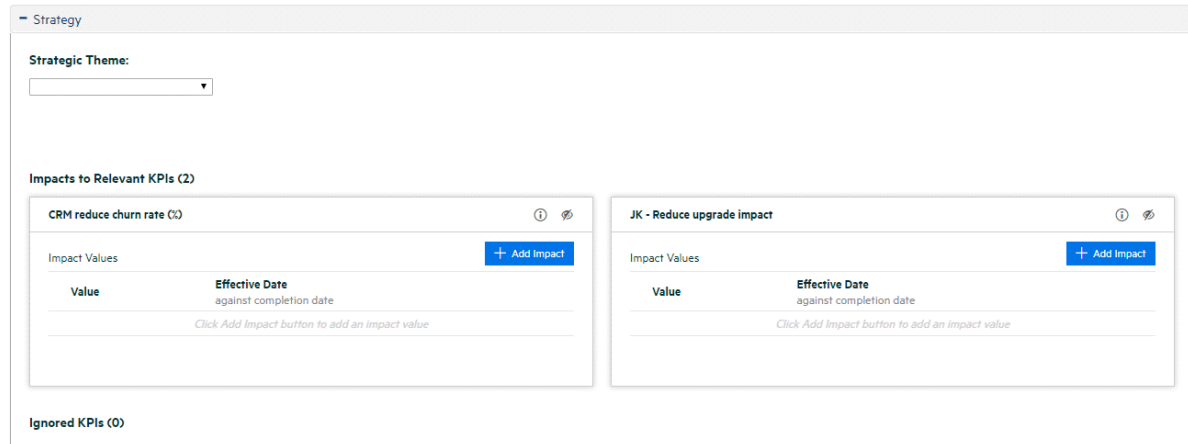 Strategy
Strategic Theme:
Impacts to Relevant KPIs (2)
CRM reduce churn rate (%)
Impact Values
+ Add Impact
Value
Effective Date
against completion date
Click Add Impact button to add an impact value
JK - Reduce upgrade impact
Impact Values
+ Add Impact
Value
Effective Date
against completion date
Click Add Impact button to add an impact value
Ignored KPIs (0)